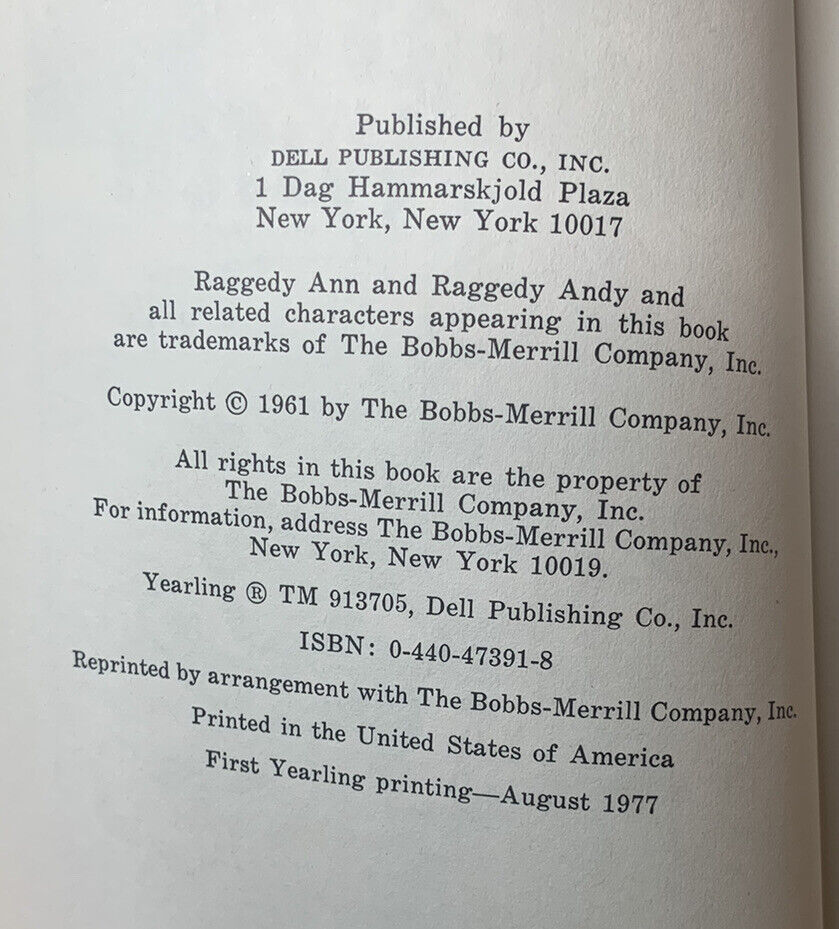 Published by
DELL PUBLISHING CO., INC.
1 Dag Hammarskjold Plaza
New York, New York 10017
Raggedy Ann and Raggedy Andy and
all related characters appearing in this book
are trademarks of The Bobbs-Merrill Company, Inc.
Copyright © 1961 by The Bobbs-Merrill Company, Inc.
All rights in this book are the property of
The Bobbs-Merrill Company, Inc.
For information, address The Bobbs-Merrill Company, Inc.,
New York, New York 10019.
Yearling ® TM 913705, Dell Publishing Co., Inc.
ISBN: 0-440-47391-8
Reprinted by arrangement with The Bobbs-Merrill Company, Inc.
Printed in the United States of America
First Yearling printing—August 1977